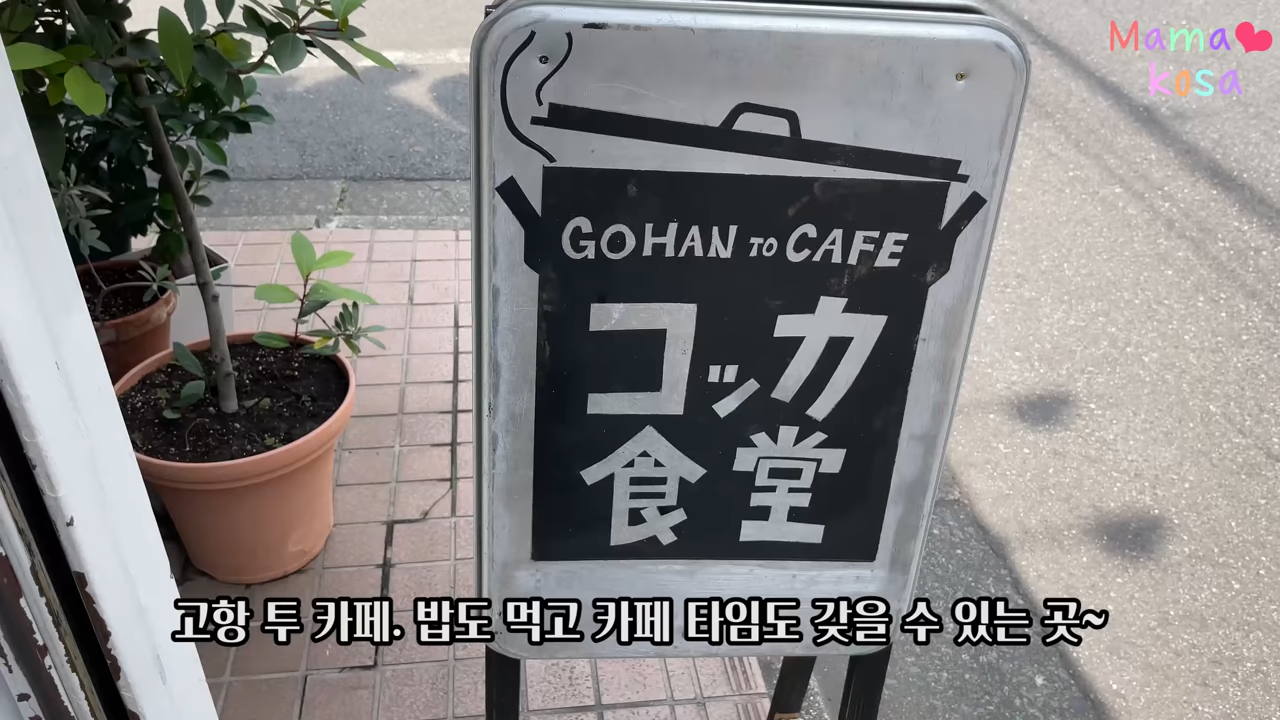 Mama
kosa
GOHAN TO CAFE
コッカ
食堂
고항 투 카페. 밥도 먹고 카페 타임도 갖을 수 있는 곳~